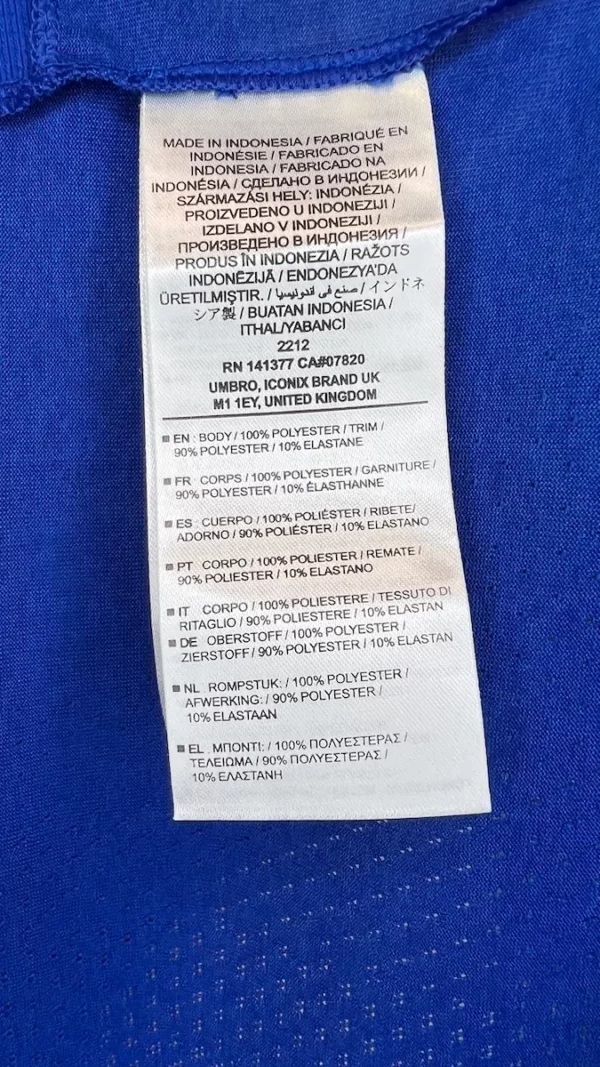 MADE IN INDONESIA / FABRIQUÉ EN
INDONÉSIE / FABRICADO EN
INDONESIA / FABRICADO NA
INDONÉSIA / СДЕЛАНО В ИНДОНЕЗИИ /
SZÁRMAZÁSI HELY: INDONÉZIA /
PROIZVEDENO U INDONEZIJI /
IZDELANO V INDONEZIJI /
ПРОИЗВЕДЕНО В ИНДОНЕЗИЯ /
PRODUS ÎN INDONEZIA / RAŽOTS
INDONĒZIJĀ / ENDONEZYA'DA
ÜRETILMIŞTIR. / صنع في أندونيسيا / インドネ
シア製 / BUATAN INDONESIA /
ITHAL/YABANCI
2212
RN 141377 CA#07820
UMBRO, ICONIX BRAND UK
M1 1EY, UNITED KINGDOM
EN : BODY / 100% POLYESTER / TRIM /
90% POLYESTER / 10% ELASTANE
FR CORPS / 100% POLYESTER / GARNITURE /
90% POLYESTER / 10% ÉLASTHANNE
ES : CUERPO / 100% POLIÉSTER / RIBETE/
ADORNO / 90% POLIÉSTER / 10% ELASTANO
PT CORPO / 100% POLIESTER / REMATE /
90% POLYESTER / 10% ELASTANO
IT CORPO / 100% POLIESTERE / TESSUTO DI
RITAGLIO / 90% POLIESTERE / 10% ELASTAN
DE OBERSTOFF / 100% POLYESTER /
ZIERSTOFF / 90% POLYESTER / 10% ELASTAN
NL ROMPSTUK: / 100% POLYESTER /
AFWERKING: / 90% POLYESTER /
10% ELASTAAN
EL . ΜΠΟΝΤΙ: / 100% ΠΟΛΥΕΣΤΕΡΑΣ /
ΤΕΛΕΙΩΜΑ / 90% ΠΟΛΥΕΣΤΕΡΑΣ /
10% ΕΛΑΣΤΑΝΗ